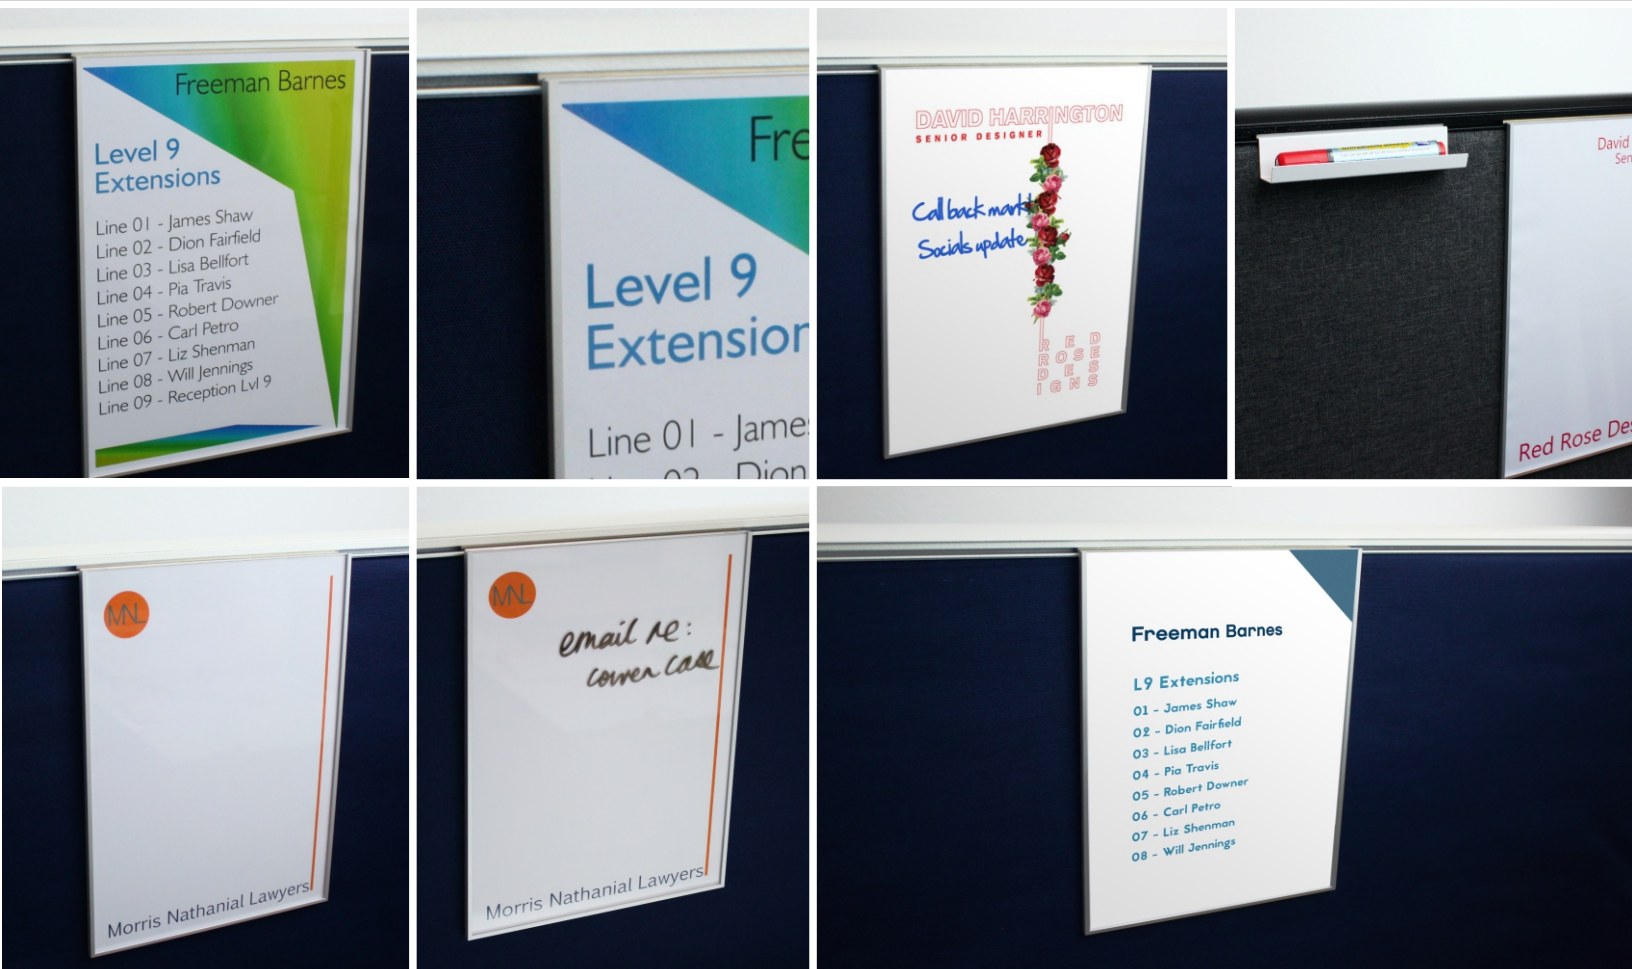 Freeman Barnes
Level 9
Extensions
Line 01 - James Shaw
Line 02 - Dion Fairfield
Line 03 - Lisa Bellfort
Line 04 - Pia Travis
Line 05 - Robert Downer
Line 06 - Carl Petro
Line 07 - Liz Shenman
Line 08 - Will Jennings
Line 09 - Reception Lvl 9
Fre
Level 9
Extension
Line 01 - James
Dion
DAVID HARRINGTON
SENIOR DESIGNER
Call back
Socials update
RED
ROSE
DES
IGNS
David
Sen
Red Rose Des
MNL
Morris Nathanial Lawyers
MNL
email re:
Case
Morris Nathanial Lawyers
Freeman Barnes
L9 Extensions
01 - James Shaw
02 - Dion Fairfield
03 - Lisa Bellfort
04 - Pia Travis
05 - Robert Downer
06 - Carl Petro
07 - Liz Shenman
08 - Will Jennings